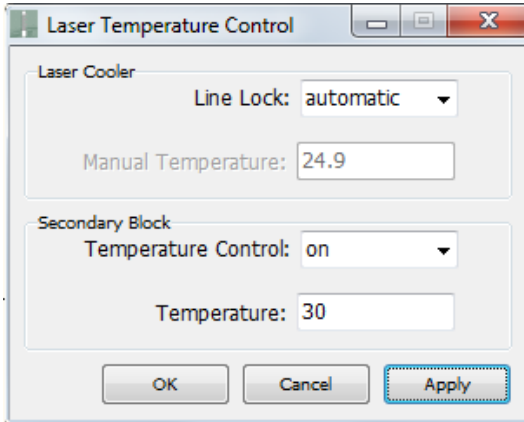 Laser Temperature Control
Laser Cooler
Line Lock: automatic
Manual Temperature: 24.9
Secondary Block
Temperature Control: on
Temperature: 30
OK Cancel Apply